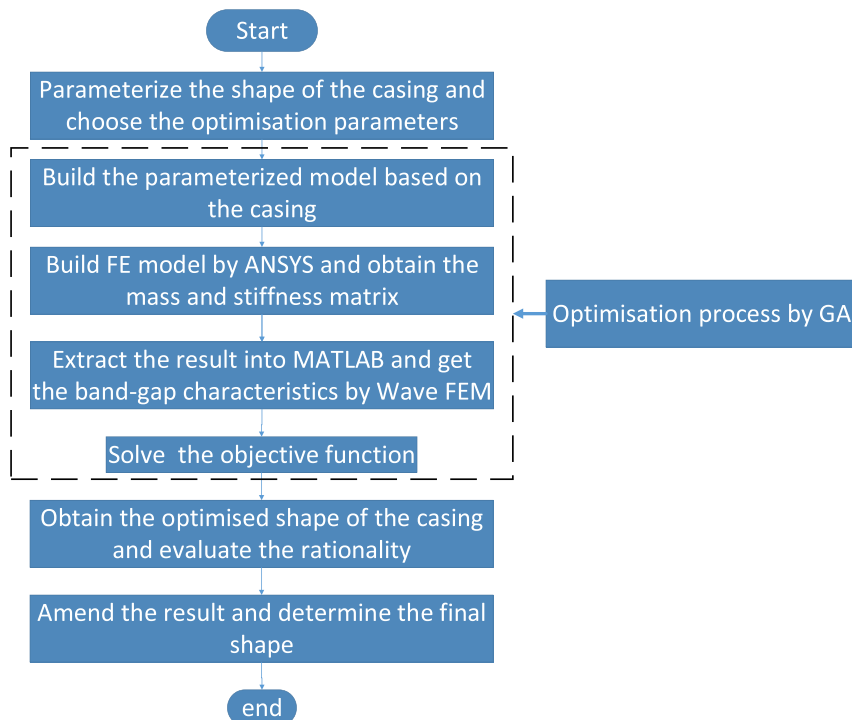 Start
Parameterize the shape of the casing and
choose the optimisation parameters
Build the parameterized model based on
the casing
Build FE model by ANSYS and obtain the
mass and stiffness matrix
Optimisation process by GA
Extract the result into MATLAB and get
the band-gap characteristics by Wave FEM
Solve the objective function
Obtain the optimised shape of the casing
and evaluate the rationality
Amend the result and determine the final
shape
end